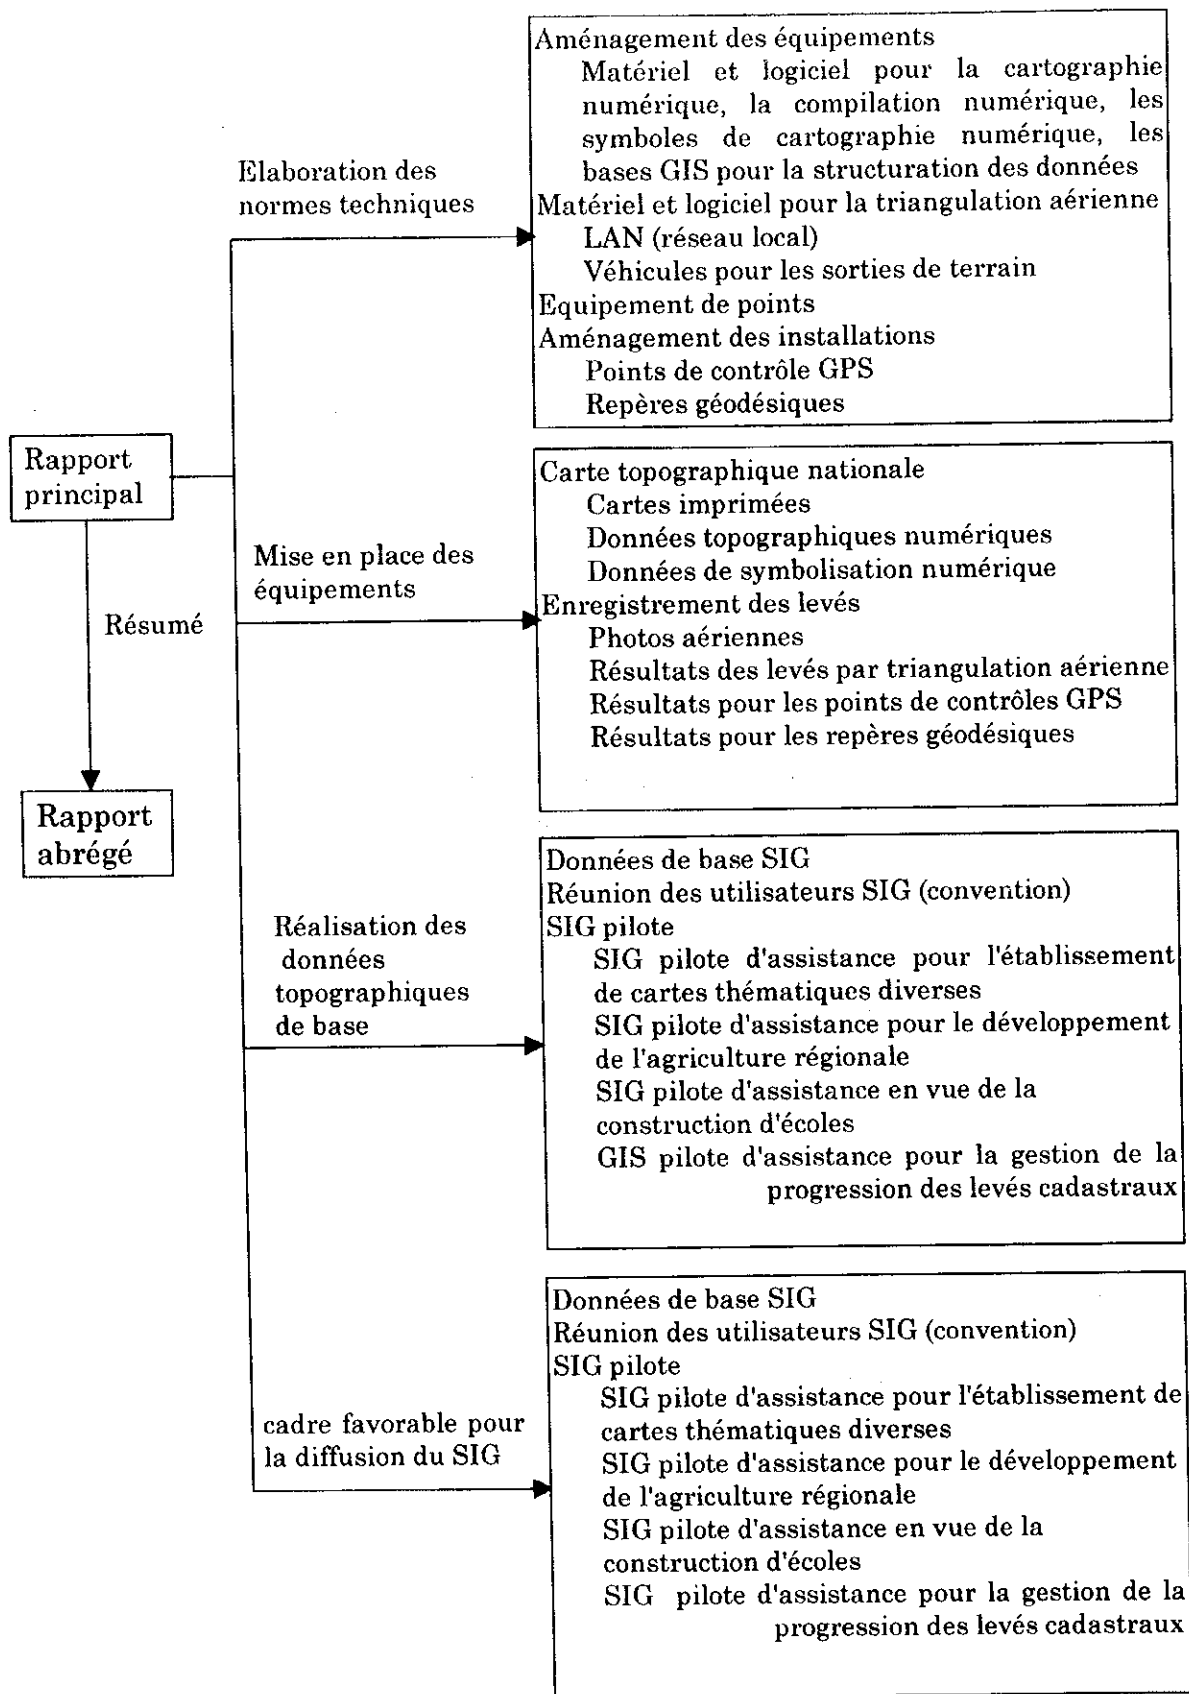 Aménagement des équipements
Matériel et logiciel pour la cartographie
numérique, la compilation numérique, les
symboles de cartographie numérique, les
bases GIS pour la structuration des données
Matériel et logiciel pour la triangulation aérienne
LAN (réseau local)
Véhicules pour les sorties de terrain
Equipement de points
Aménagement des installations
Points de contrôle GPS
Repères géodésiques
Elaboration des
normes techniques
Rapport
principal
Carte topographique nationale
Cartes imprimées
Données topographiques numériques
Données de symbolisation numérique
Enregistrement des levés
Photos aériennes
Résultats des levés par triangulation aérienne
Résultats pour les points de contrôles GPS
Résultats pour les repères géodésiques
Mise en place des
équipements
Résumé
Rapport
abrégé
Données de base SIG
Réunion des utilisateurs SIG (convention)
SIG pilote
SIG pilote d'assistance pour l'établissement
de cartes thématiques diverses
SIG pilote d'assistance pour le développement
de l'agriculture régionale
SIG pilote d'assistance en vue de la
construction d'écoles
GIS pilote d'assistance pour la gestion de la
progression des levés cadastraux
Réalisation des
données
topographiques
de base
Données de base SIG
Réunion des utilisateurs SIG (convention)
SIG pilote
SIG pilote d'assistance pour l'établissement de
cartes thématiques diverses
SIG pilote d'assistance pour le développement
de l'agriculture régionale
SIG pilote d'assistance en vue de la
construction d'écoles
SIG pilote d'assistance pour la gestion de la
progression des levés cadastraux
cadre favorable pour
la diffusion du SIG